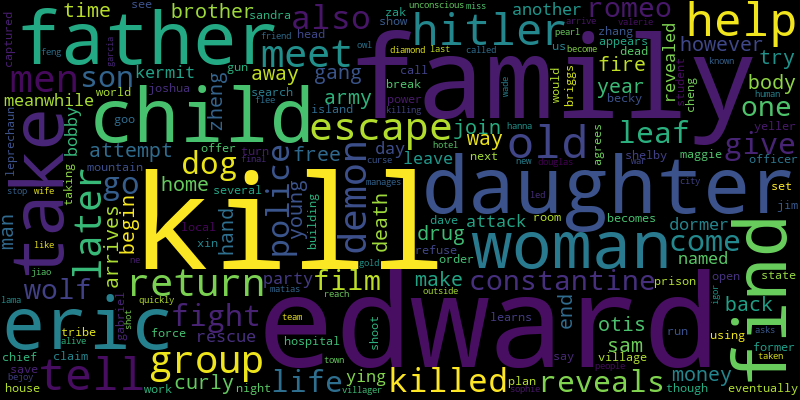 father
family
hitler
help
time
brother
sandra
zak
another
romeo
zhang
valerie
captured
feng
friend
unconscious
miss
arrive
see
owl
also
meet
head
show
diamond
last
pearl
us
however
appears
become
try
men
son
kermit
away
gang
gun
call
called
power
killing
known
dead
fire
revealed
year
body
meanwhile
joshua
world
search
break
army
island
wade
would
briggs
becky
cheng
student
human
one
child
zheng
goo
escape
join
way
old
leaf
yeller
leprechaun
bobby
garcia
offer
free
day
flee
hotel
hanna
agrees
shelby
maggie
officer
give
take
attempt
turn
final
leave
next
new
douglas
war
mountain
dog
police
curse
wife
stop
taking
later
go
home
several
young
building
demon
death
manages
daughter
set
jim
city
led
man
like
arrives
begin
kill
local
hand
xin
ne
drug
dave
attack
room
becomes
dormer
woman
come
named
find
jiao
gold
refuse
order
wolf
return
party
film
make
constantine
prison
open
state
back
lama
quickly
matias
reach
outside
end
igor
eric
gabriel
shot
fight
team
edward
tribe
alive
force
rescue
hospital
shoot
learns
otis
run
using
asks
former
taken
chief
claim
group
town
say
village
sam
people
save
tell
life
ying
killed
plan
reveals
money
bejoy
house
work
curly
night
villager
sophie
though
eventually